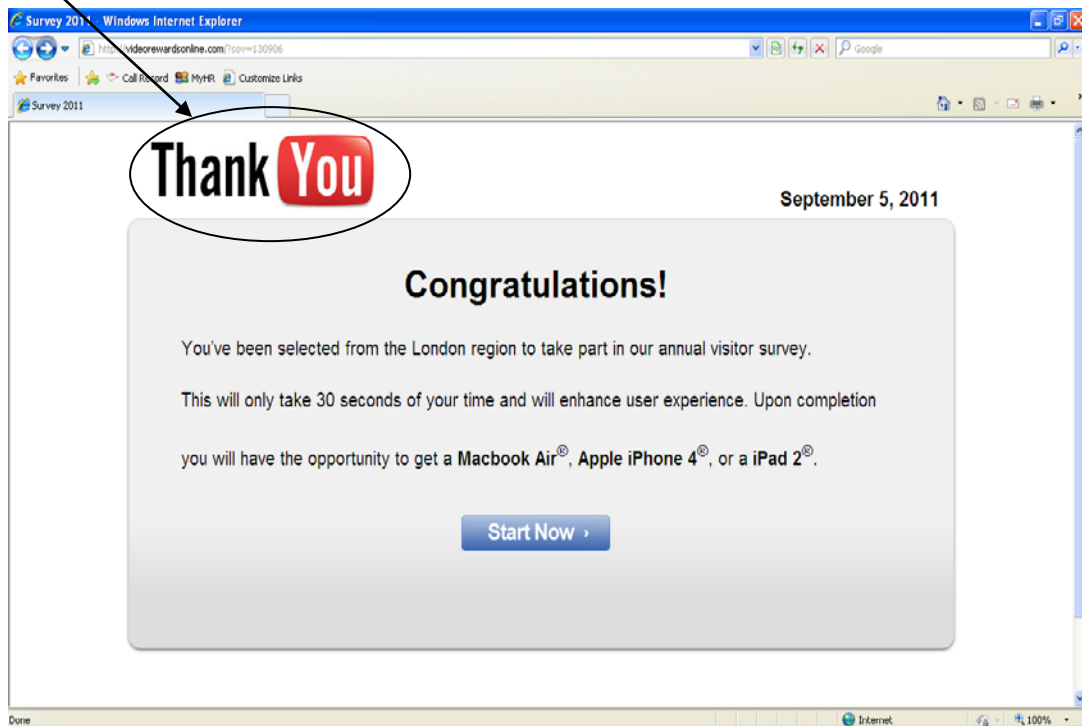 Survey 2011 - Windows Internet Explorer
http://videorewardsonline.com/?sov=130906
Google
Favorites Call Record MyHR Customize Links
Survey 2011
Thank You
September 5, 2011
Congratulations!
You've been selected from the London region to take part in our annual visitor survey.
This will only take 30 seconds of your time and will enhance user experience. Upon completion
you will have the opportunity to get a Macbook Air®, Apple iPhone 4®, or a iPad 2®.
Start Now ›
Done Internet 100%